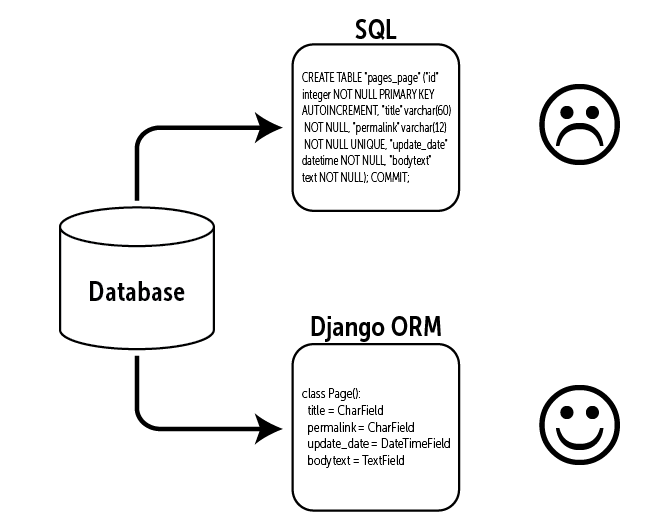 SQL
CREATE TABLE "pages_page" ("id"
integer NOT NULL PRIMARY KEY
AUTOINCREMENT, "title" varchar(60)
NOT NULL, "permalink" varchar(12)
NOT NULL UNIQUE, "update_date"
datetime NOT NULL, "bodytext"
text NOT NULL); COMMIT;
Database
Django ORM
class Page():
title = CharField
permalink = CharField
update_date = DateTimeField
bodytext = TextField